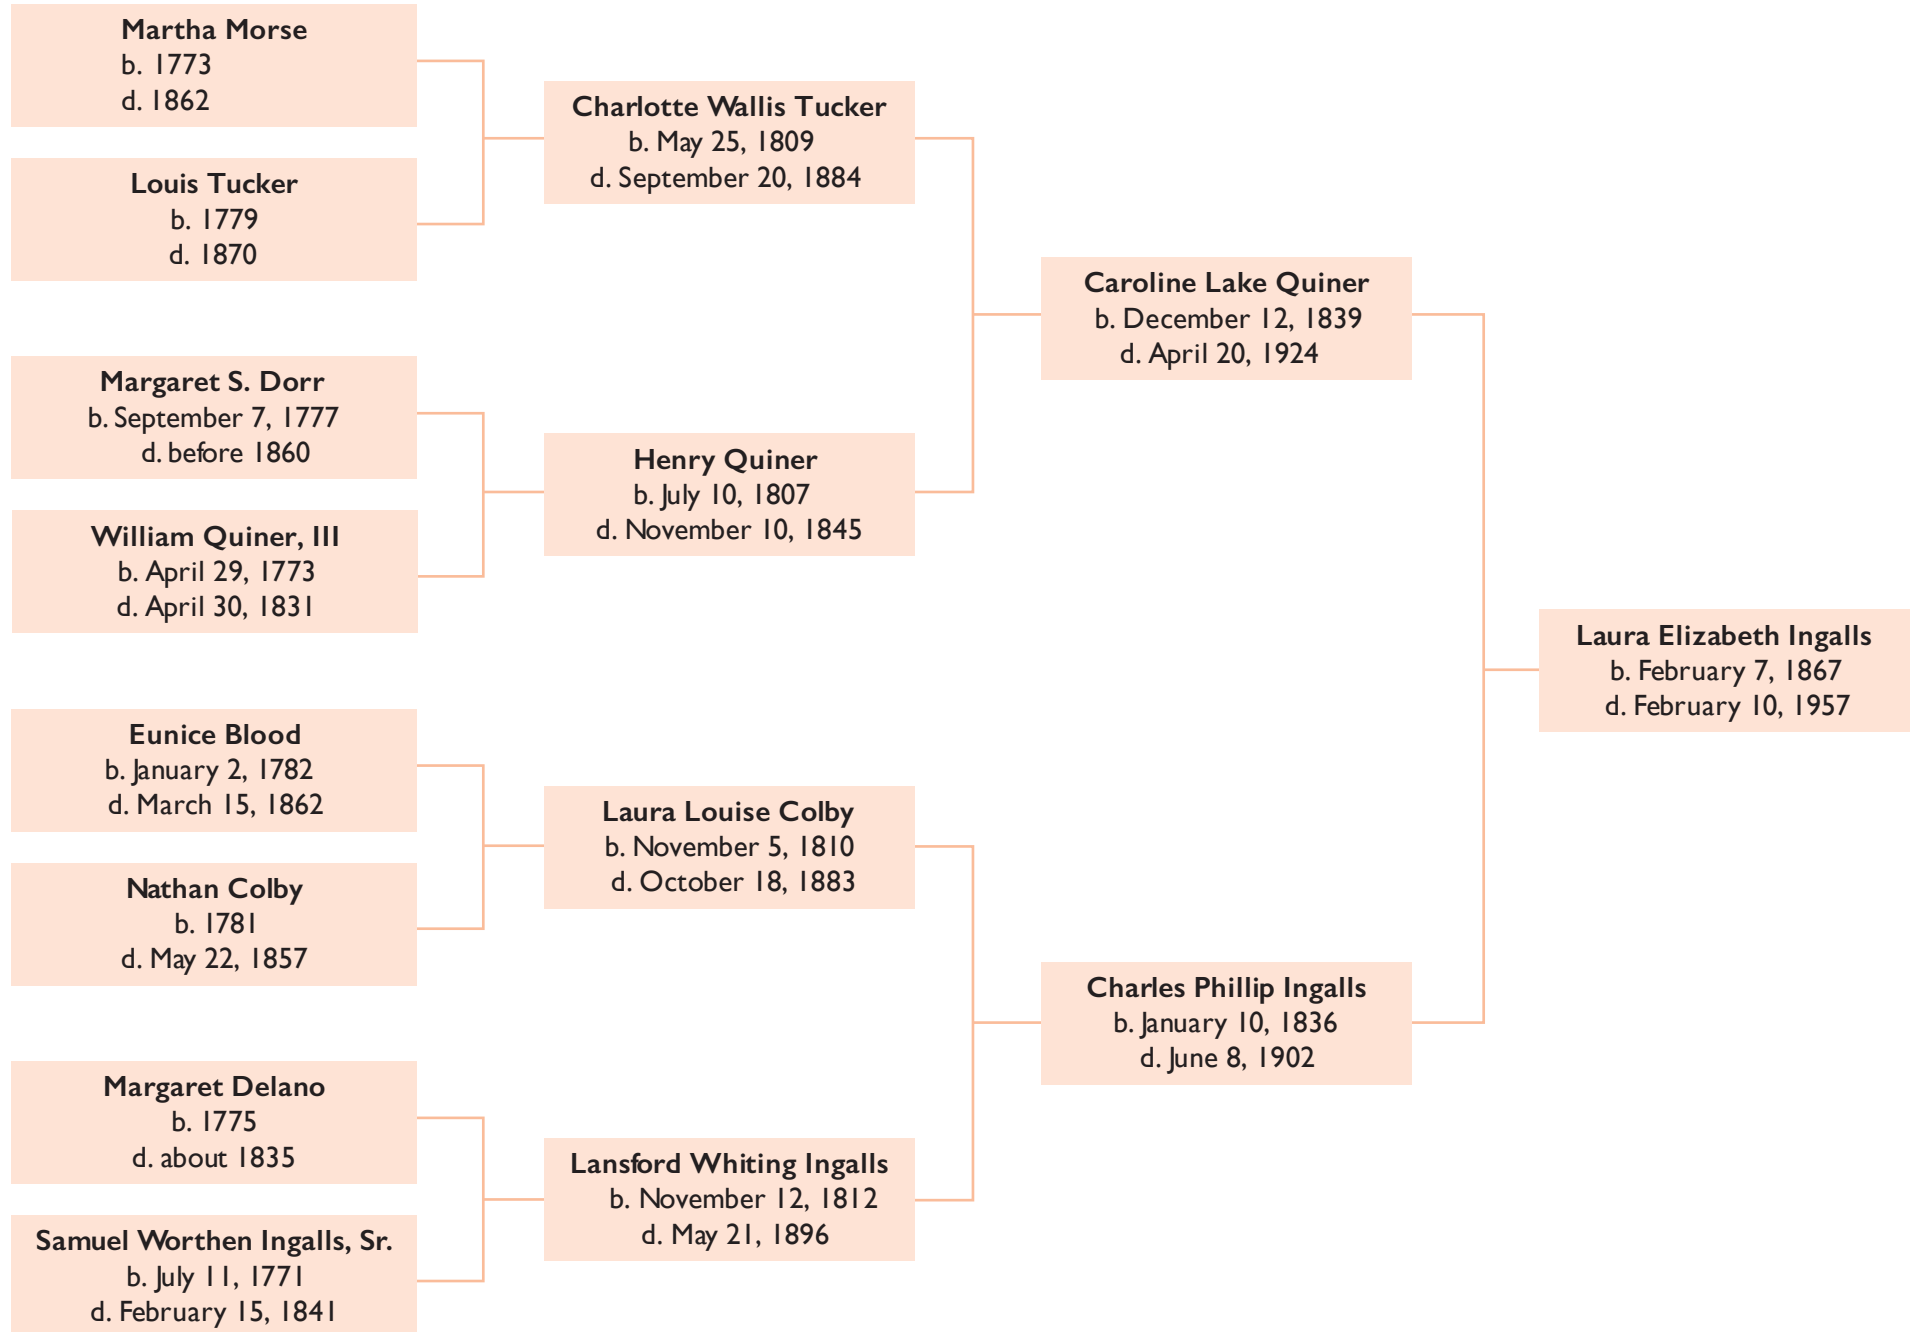 Martha Morse
b. 1773
d. 1862
Louis Tucker
b. 1779
d. 1870
Margaret S. Dorr
b. September 7, 1777
d. before 1860
William Quiner, III
b. April 29, 1773
d. April 30, 1831
Eunice Blood
b. January 2, 1782
d. March 15, 1862
Nathan Colby
b. 1781
d. May 22, 1857
Margaret Delano
b. 1775
d. about 1835
Samuel Worthen Ingalls, Sr.
b. July 11, 1771
d. February 15, 1841
Charlotte Wallis Tucker
b. May 25, 1809
d. September 20, 1884
Henry Quiner
b. July 10, 1807
d. November 10, 1845
Laura Louise Colby
b. November 5, 1810
d. October 18, 1883
Lansford Whiting Ingalls
b. November 12, 1812
d. May 21, 1896
Caroline Lake Quiner
b. December 12, 1839
d. April 20, 1924
Charles Phillip Ingalls
b. January 10, 1836
d. June 8, 1902
Laura Elizabeth Ingalls
b. February 7, 1867
d. February 10, 1957